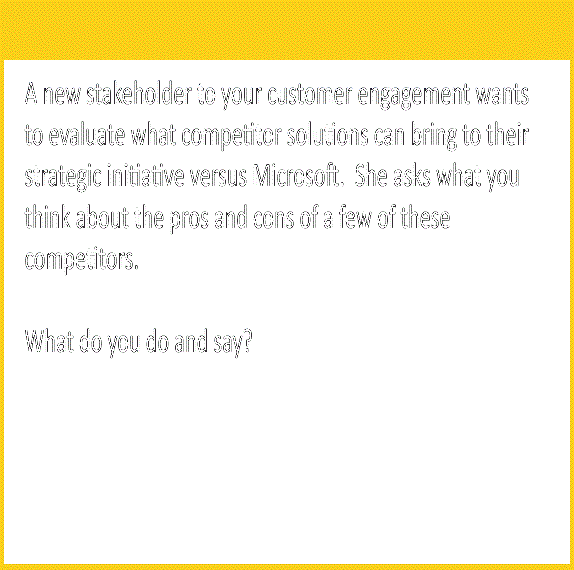 A new stakeholder to your customer engagement wants
to evaluate what competitor solutions can bring to their
strategic initiative versus Microsoft.  She asks what you
think about the pros and cons of a few of these
competitors.
What do you do and say?